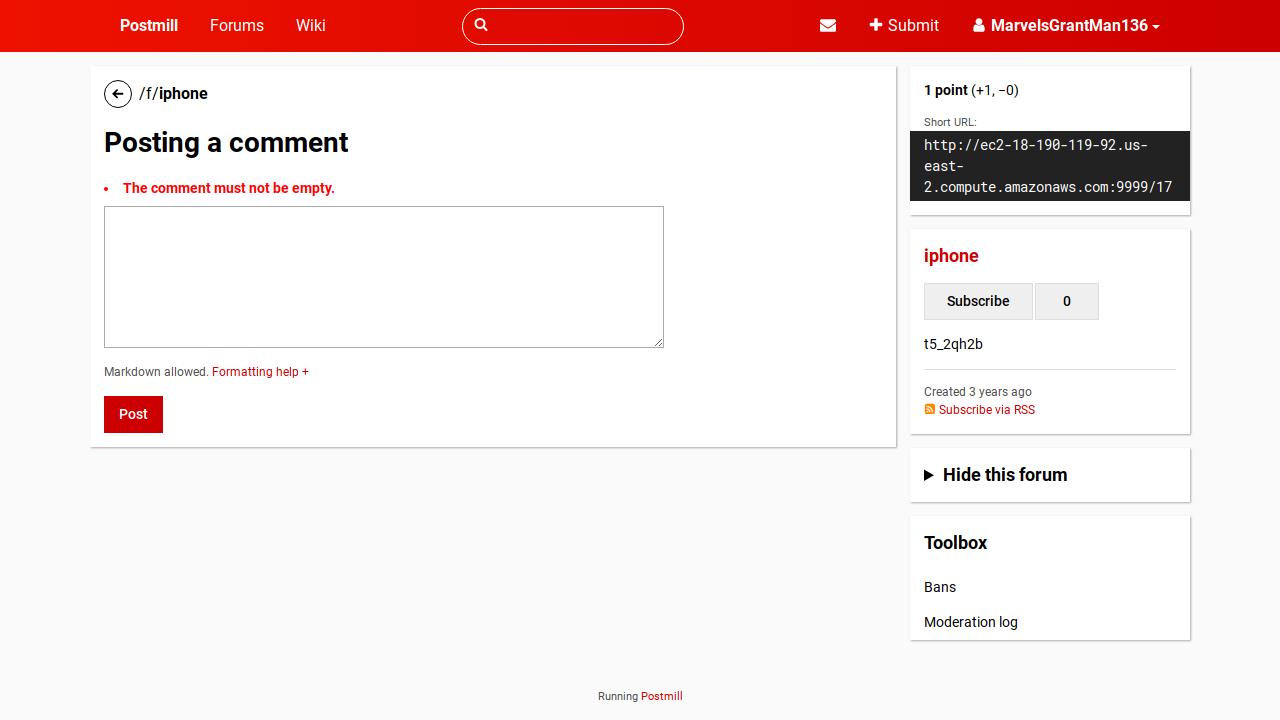 Postmill
Forums
Wiki
Submit
MarvelsGrantMan136
/f/iphone
Posting a comment
The comment must not be empty.
Markdown allowed. Formatting help +
Post
1 point (+1, −0)
Short URL:
http://ec2-18-190-119-92.us-
east-
2.compute.amazonaws.com:9999/17
iphone
Subscribe 0
t5_2qh2b
Created 3 years ago
Subscribe via RSS
Hide this forum
Toolbox
Bans
Moderation log
Running Postmill